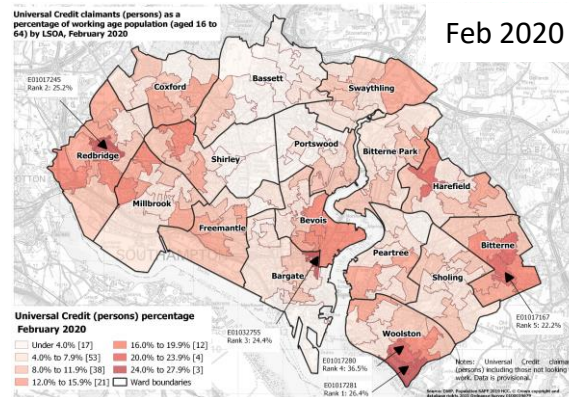 Universal Credit claimants (persons) as a
percentage of working age population (aged 16 to
64) by LSOA, February 2020
Feb 2020
E01017245
Rank 2: 25.2%
Coxford
Bassett
Swaythling
Redbridge
Shirley
Portswood
Bitterne Park
Millbrook
Harefield
Freemantle
Bevois
Bitterne
Bargate
Peartree
Sholing
E01032755
Rank 3: 24.4%
E01017167
Rank 5: 22.2%
Woolston
E01017280
Rank 4: 36.5%
E01017281
Rank 1: 26.4%
Universal Credit (persons) percentage
February 2020
Under 4.0% [17]
4.0% to 7.9% [53]
8.0% to 11.9% [38]
12.0% to 15.9% [21]
16.0% to 19.9% [12]
20.0% to 23.9% [4]
24.0% to 27.9% [3]
Ward boundaries
Notes: Universal Credit claimants
(persons) including those not looking
work. Data is provisional.